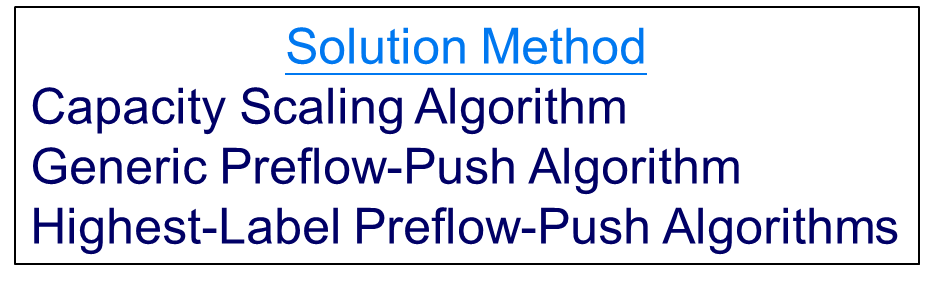 Solution Method
Capacity Scaling Algorithm
Generic Preflow-Push Algorithm
Highest-Label Preflow-Push Algorithms